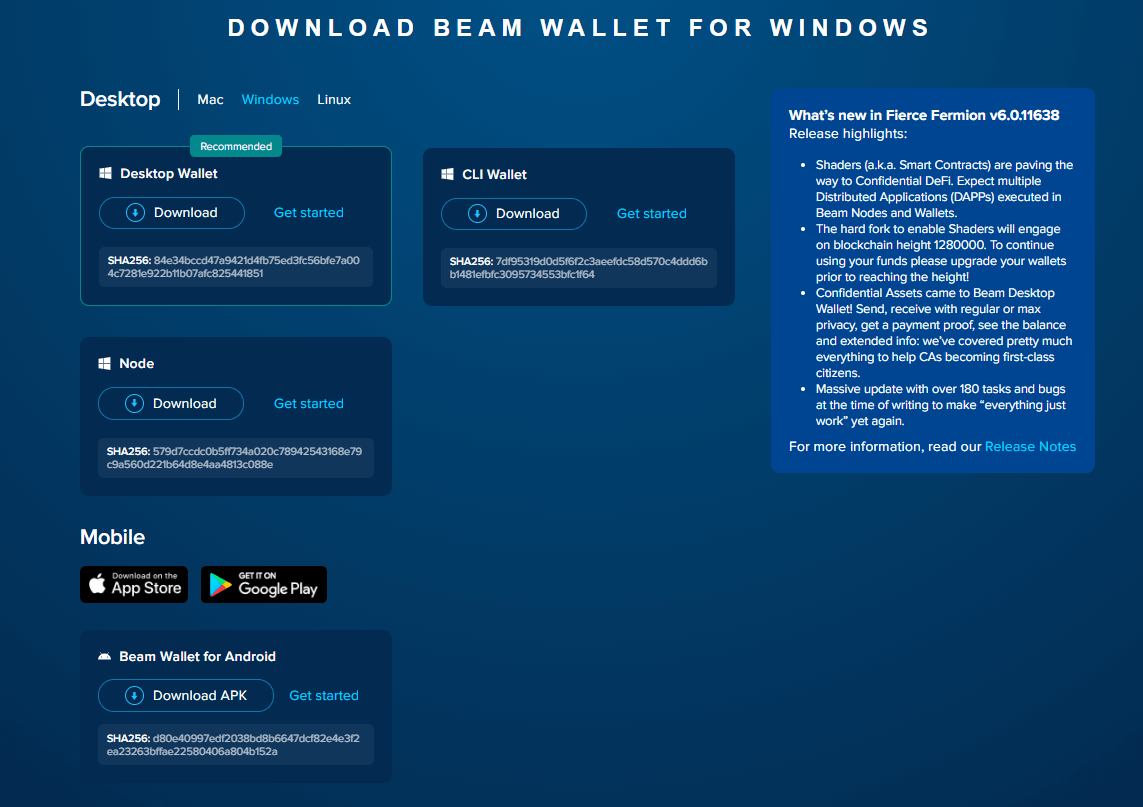 DOWNLOAD BEAM WALLET FOR WINDOWS
Desktop
Mac Windows Linux
Recommended
Desktop Wallet
Download Get started
SHA256: 84e34bccd47a9421d4fb75ed3fc56bfe7a00
4c7281e922b11b07afc825441851
CLI Wallet
Download Get started
SHA256: 7df95319d0d5f6f2c3aeefdc58d570c4ddd6b
b1481efbfc3095734553bfc1f64
Node
Download Get started
SHA256: 579d7ccdc0b5ff734a020c78942543168e79
c9a560d221b64d8e4aa4813c088e
Mobile
Download on the
App Store
GET IT ON
Google Play
Beam Wallet for Android
Download APK Get started
SHA256: d80e40997edf2038bd8b6647dcf82e4e3f2
ea23263bffae22580406a804b152a
What's new in Fierce Fermion v6.0.11638
Release highlights:
• Shaders (a.k.a. Smart Contracts) are paving the
way to Confidential DeFi. Expect multiple
Distributed Applications (DAPPs) executed in
Beam Nodes and Wallets.
• The hard fork to enable Shaders will engage
on blockchain height 1280000. To continue
using your funds please upgrade your wallets
prior to reaching the height!
• Confidential Assets came to Beam Desktop
Wallet! Send, receive with regular or max
privacy, get a payment proof, see the balance
and extended info: we've covered pretty much
everything to help CAs becoming first-class
citizens.
• Massive update with over 180 tasks and bugs
at the time of writing to make “everything just
work” yet again.
For more information, read our Release Notes